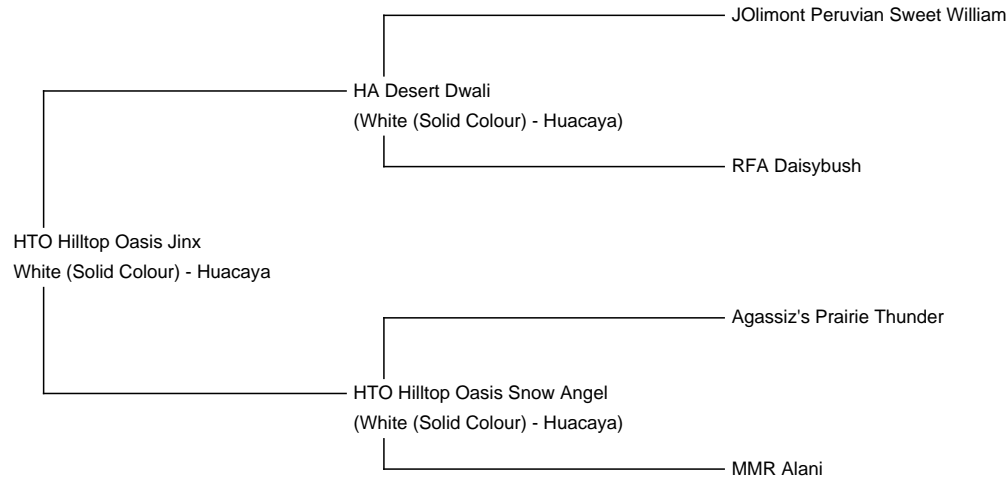 JOlimont Peruvian Sweet William
HA Desert Dwali
(White (Solid Colour) - Huacaya)
RFA Daisybush
HTO Hilltop Oasis Jinx
White (Solid Colour) - Huacaya
Agassiz's Prairie Thunder
HTO Hilltop Oasis Snow Angel
(White (Solid Colour) - Huacaya)
MMR Alani